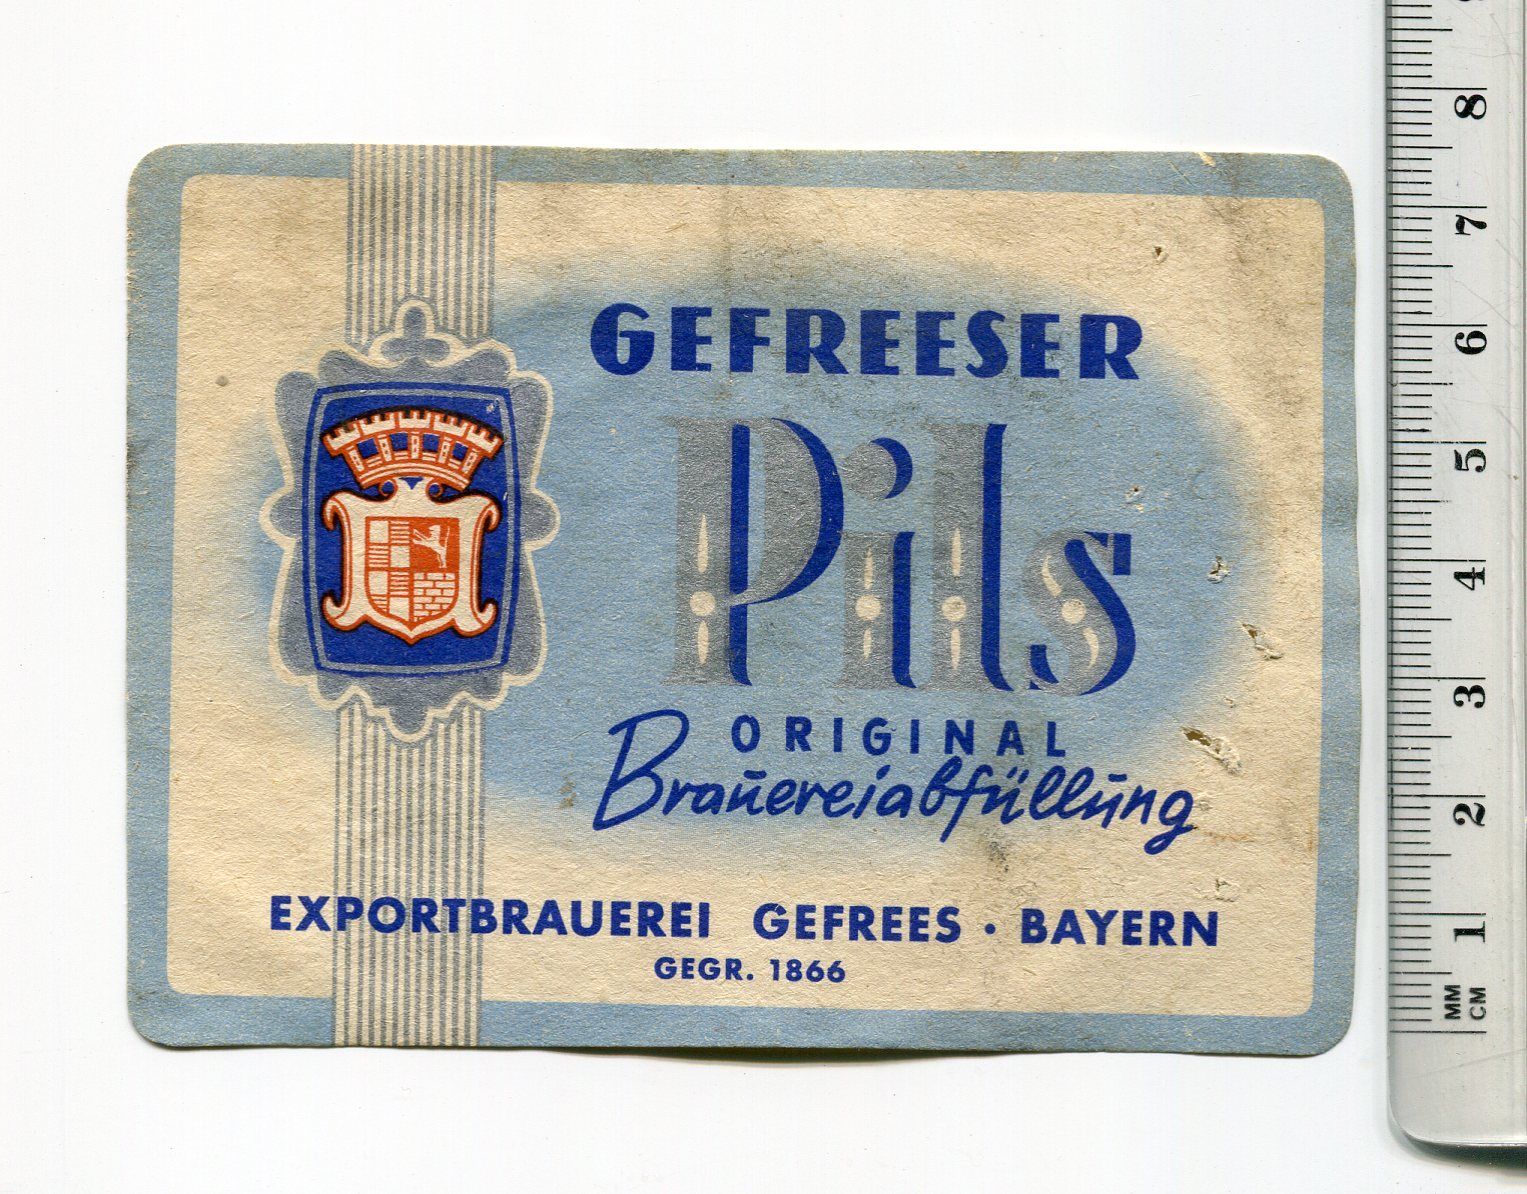 GEFREESER
Pils
ORIGINAL
Brauereiabfüllung
EXPORTBRAUEREI GEFREES · BAYERN
GEGR. 1866
8
7
6
5
4
3
2
1
MM
CM